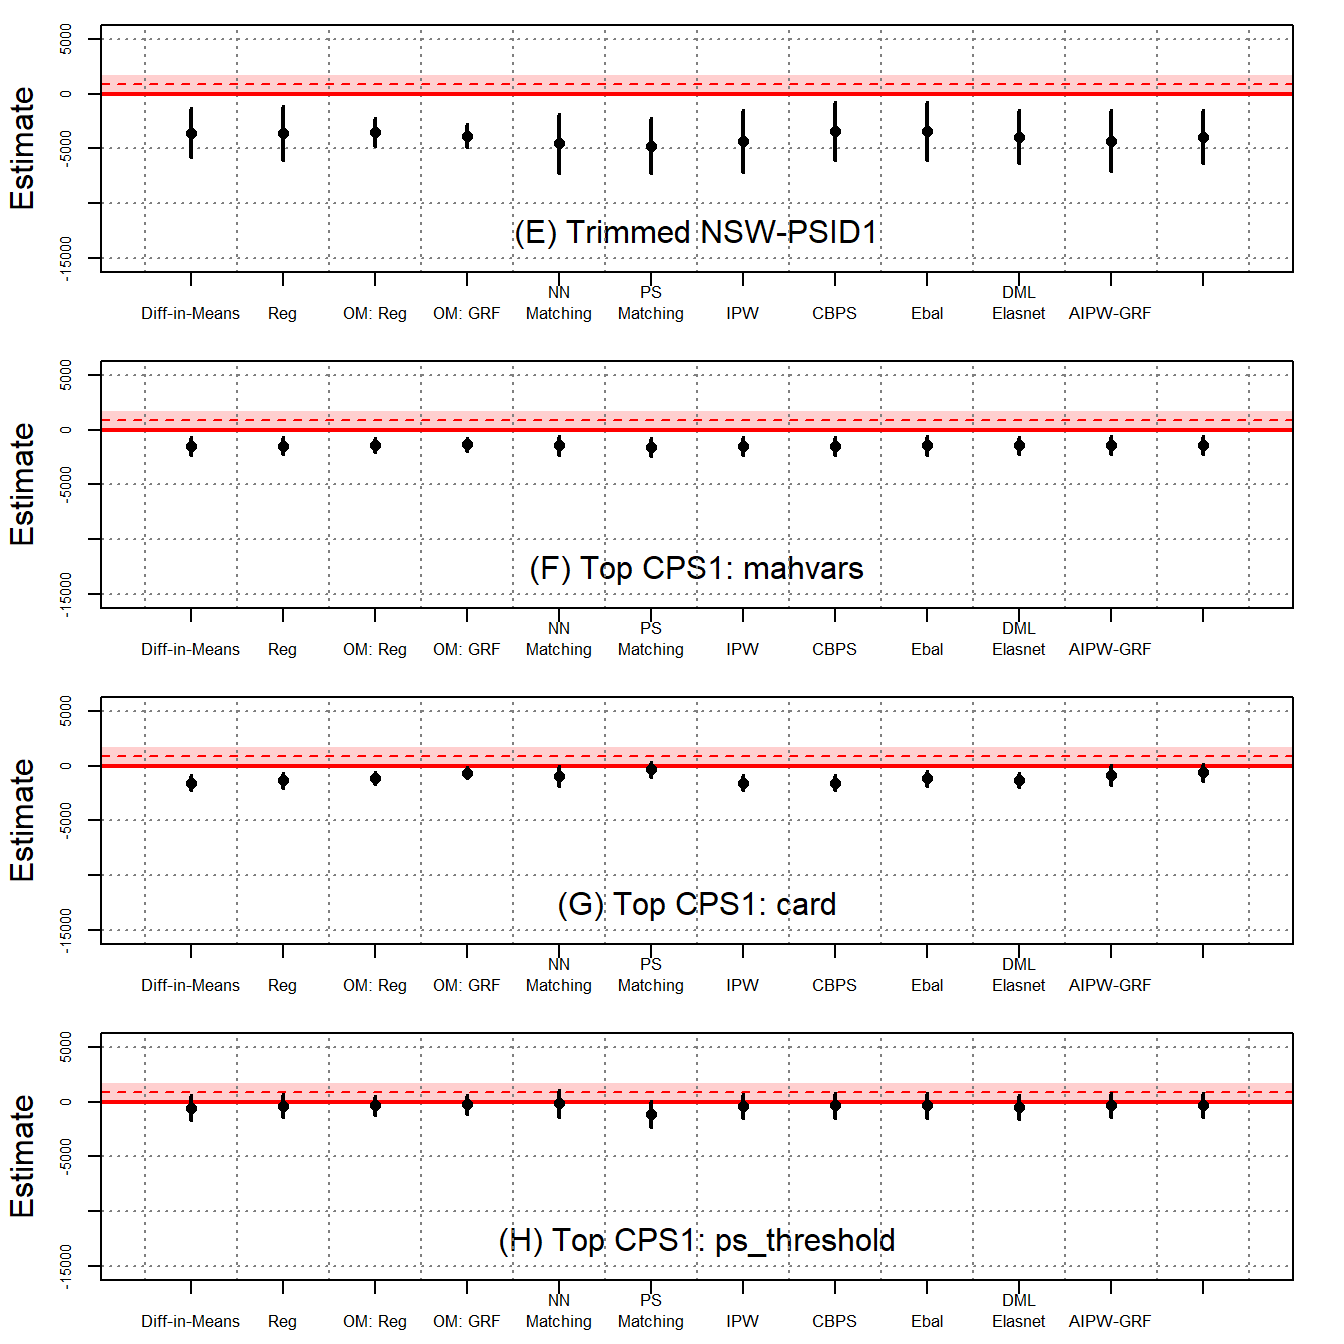 5000
0
-5000
-15000
Estimate
(E) Trimmed NSW-PSID1
NN PS DML
Diff-in-Means Reg OM: Reg OM: GRF Matching Matching IPW CBPS Ebal Elasnet AIPW-GRF
5000
0
-5000
-15000
Estimate
(F) Top CPS1: mahvars
NN PS DML
Diff-in-Means Reg OM: Reg OM: GRF Matching Matching IPW CBPS Ebal Elasnet AIPW-GRF
5000
0
-5000
-15000
Estimate
(G) Top CPS1: card
NN PS DML
Diff-in-Means Reg OM: Reg OM: GRF Matching Matching IPW CBPS Ebal Elasnet AIPW-GRF
5000
0
-5000
-15000
Estimate
(H) Top CPS1: ps_threshold
NN PS DML
Diff-in-Means Reg OM: Reg OM: GRF Matching Matching IPW CBPS Ebal Elasnet AIPW-GRF